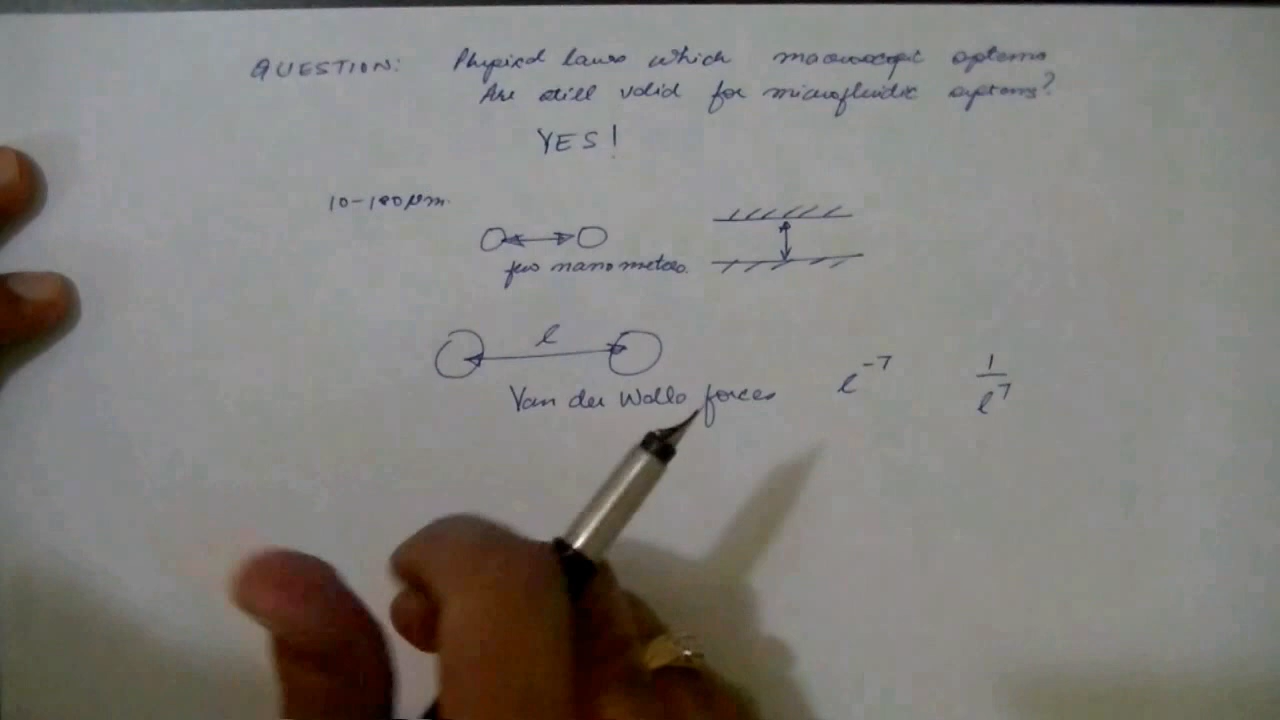 QUESTION: Physical laws which macroscopic systems
Are still valid for microfluidic systems?
YES!
10-100 µm.
few nanometers.
l
Van der Walls forces l⁻⁷ 1/l⁷